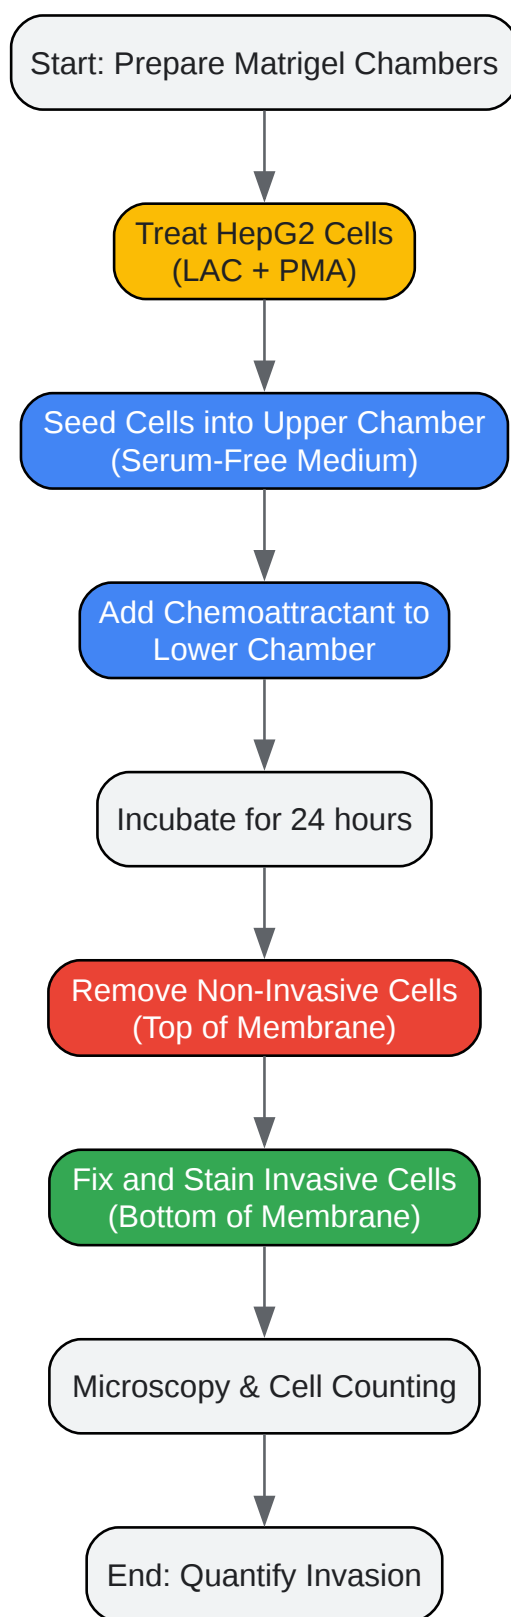 Start: Prepare Matrigel Chambers
Treat HepG2 Cells
(LAC + PMA)
Seed Cells into Upper Chamber
(Serum-Free Medium)
Add Chemoattractant to
Lower Chamber
Incubate for 24 hours
Remove Non-Invasive Cells
(Top of Membrane)
Fix and Stain Invasive Cells
(Bottom of Membrane)
Microscopy & Cell Counting
End: Quantify Invasion